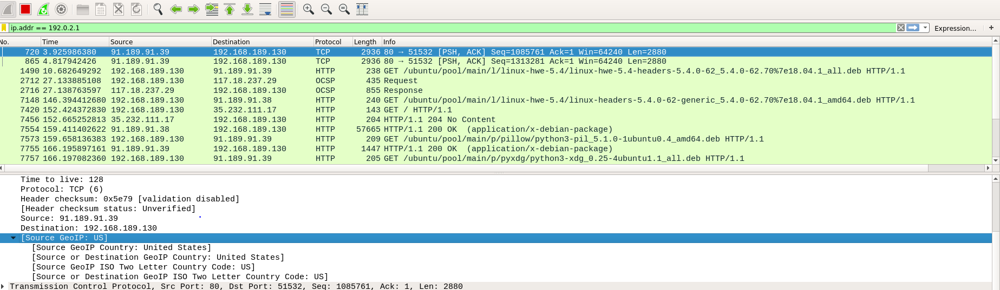 ip.addr == 192.0.2.1 Expression... +
No. Time Source Destination Protocol Length Info
720 3.925986380 91.189.91.39 192.168.189.130 TCP 2936 80 → 51532 [PSH, ACK] Seq=1085761 Ack=1 Win=64240 Len=2880
865 4.817942426 91.189.91.39 192.168.189.130 TCP 2936 80 → 51532 [PSH, ACK] Seq=1313281 Ack=1 Win=64240 Len=2880
1490 10.682649292 192.168.189.130 91.189.91.39 HTTP 238 GET /ubuntu/pool/main/l/linux-hwe-5.4/linux-hwe-5.4-headers-5.4.0-62_5.4.0-62.70%7e18.04.1_all.deb HTTP/1.1
2712 27.133885108 192.168.189.130 117.18.237.29 OCSP 435 Request
2716 27.138763597 117.18.237.29 192.168.189.130 OCSP 855 Response
7148 146.394412680 192.168.189.130 91.189.91.38 HTTP 240 GET /ubuntu/pool/main/l/linux-hwe-5.4/linux-headers-5.4.0-62-generic_5.4.0-62.70%7e18.04.1_amd64.deb HTTP/1.1
7420 152.424372830 192.168.189.130 35.232.111.17 HTTP 143 GET / HTTP/1.1
7456 152.665252813 35.232.111.17 192.168.189.130 HTTP 204 HTTP/1.1 204 No Content
7554 159.411402622 91.189.91.38 192.168.189.130 HTTP 57665 HTTP/1.1 200 OK  (application/x-debian-package)
7573 159.658136383 192.168.189.130 91.189.91.39 HTTP 209 GET /ubuntu/pool/main/p/pillow/python3-pil_5.1.0-1ubuntu0.4_amd64.deb HTTP/1.1
7755 166.195897161 91.189.91.39 192.168.189.130 HTTP 1447 HTTP/1.1 200 OK  (application/x-debian-package)
7757 166.197082360 192.168.189.130 91.189.91.39 HTTP 205 GET /ubuntu/pool/main/p/pyxdg/python3-xdg_0.25-4ubuntu1.1_all.deb HTTP/1.1
Time to live: 128
Protocol: TCP (6)
Header checksum: 0x5e79 [validation disabled]
[Header checksum status: Unverified]
Source: 91.189.91.39
Destination: 192.168.189.130
[Source GeoIP: US]
[Source GeoIP Country: United States]
[Source or Destination GeoIP Country: United States]
[Source GeoIP ISO Two Letter Country Code: US]
[Source or Destination GeoIP ISO Two Letter Country Code: US]
Transmission Control Protocol, Src Port: 80, Dst Port: 51532, Seq: 1085761, Ack: 1, Len: 2880